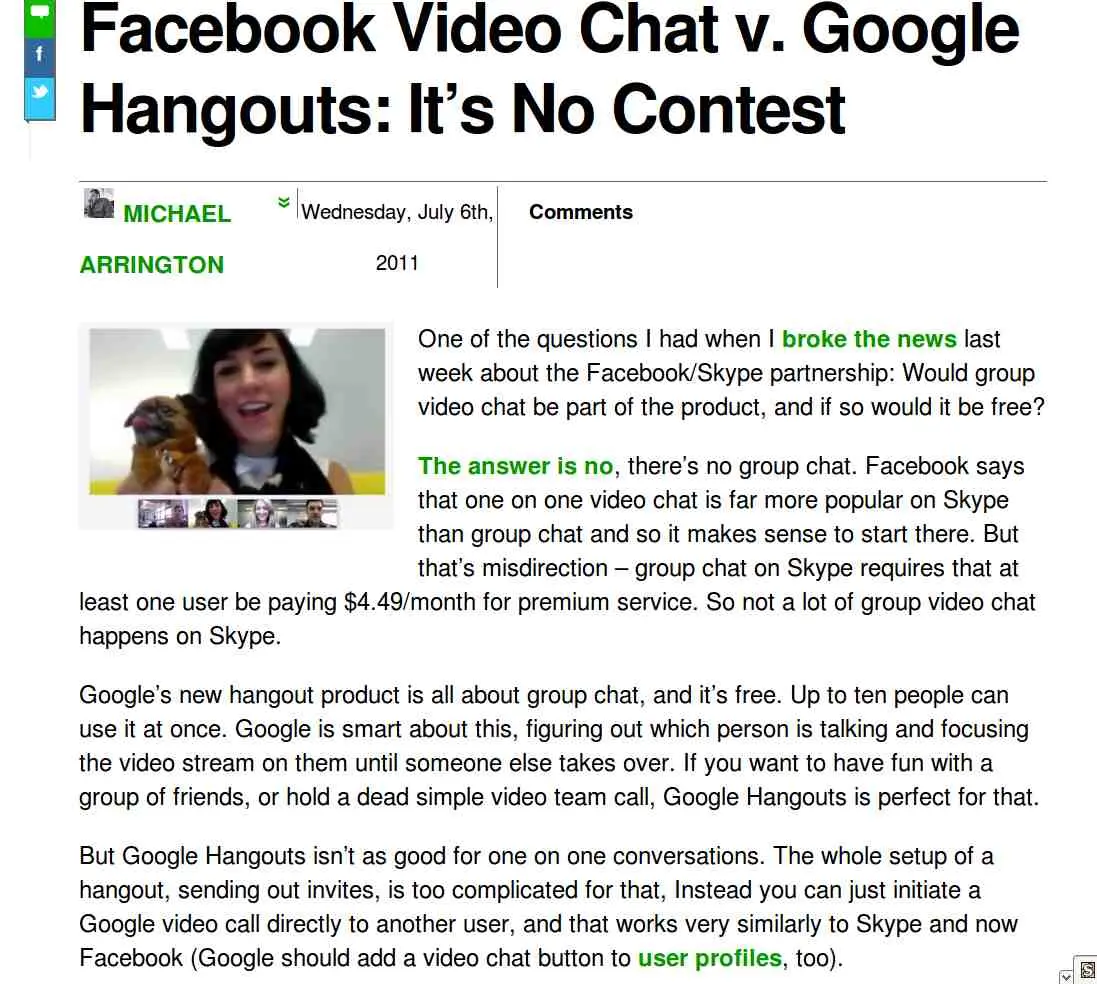 Facebook Video Chat v. Google
Hangouts: It’s No Contest
MICHAEL
ARRINGTON
Wednesday, July 6th,
2011
Comments
One of the questions I had when I broke the news last
week about the Facebook/Skype partnership: Would group
video chat be part of the product, and if so would it be free?
The answer is no, there’s no group chat. Facebook says
that one on one video chat is far more popular on Skype
than group chat and so it makes sense to start there. But
that’s misdirection – group chat on Skype requires that at
least one user be paying $4.49/month for premium service. So not a lot of group video chat
happens on Skype.
Google’s new hangout product is all about group chat, and it’s free. Up to ten people can
use it at once. Google is smart about this, figuring out which person is talking and focusing
the video stream on them until someone else takes over. If you want to have fun with a
group of friends, or hold a dead simple video team call, Google Hangouts is perfect for that.
But Google Hangouts isn’t as good for one on one conversations. The whole setup of a
hangout, sending out invites, is too complicated for that, Instead you can just initiate a
Google video call directly to another user, and that works very similarly to Skype and now
Facebook (Google should add a video chat button to user profiles, too).